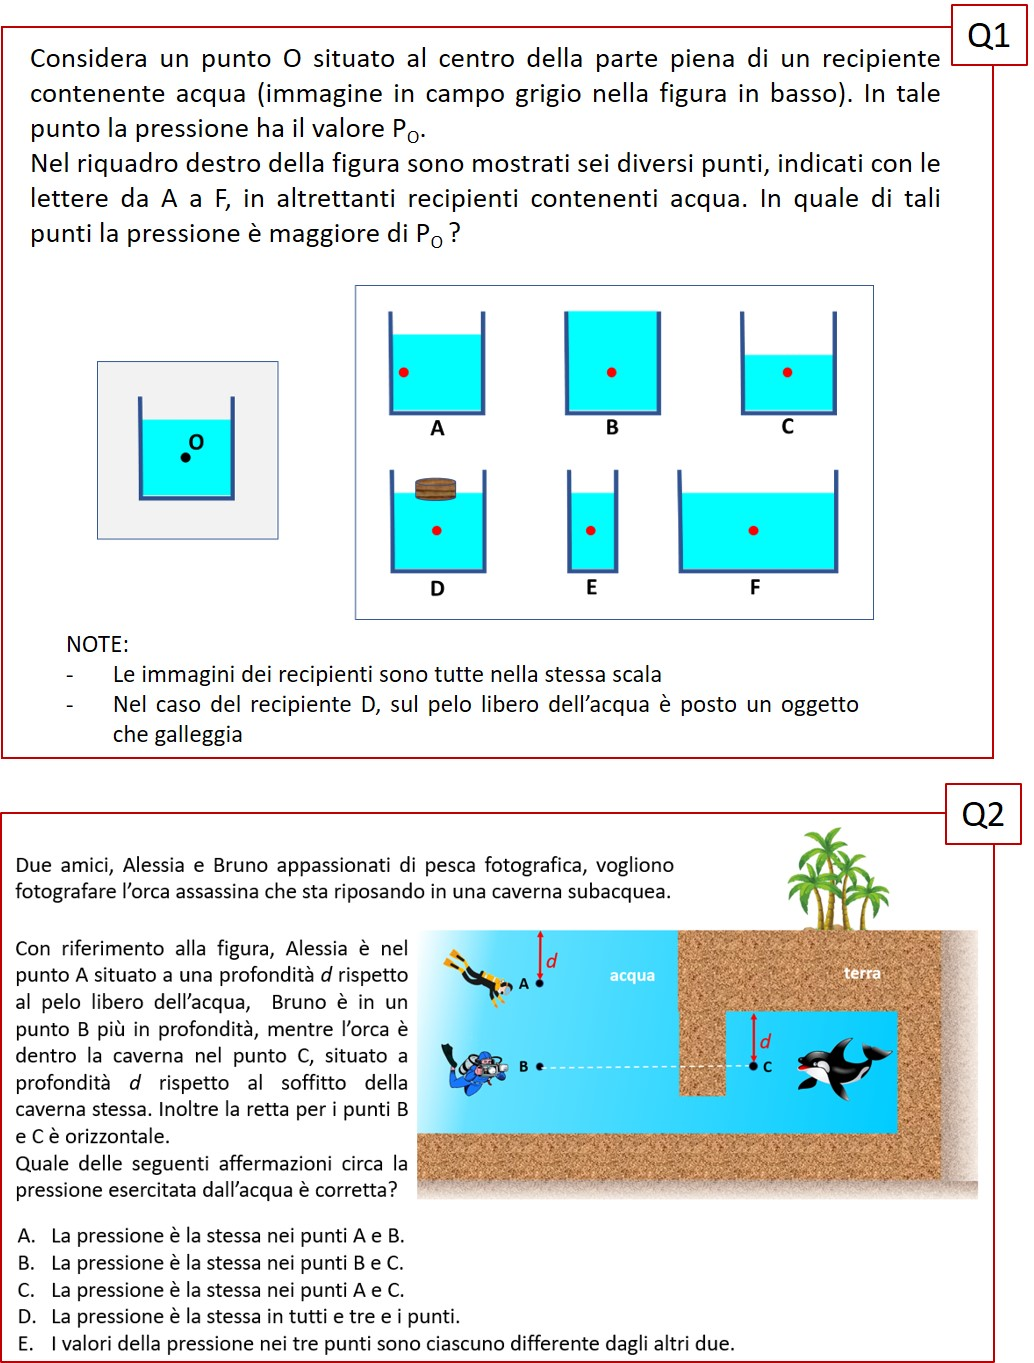 Q1
Considera un punto O situato al centro della parte piena di un recipiente
contenente acqua (immagine in campo grigio nella figura in basso). In tale
punto la pressione ha il valore P_O.
Nel riquadro destro della figura sono mostrati sei diversi punti, indicati con le
lettere da A a F, in altrettanti recipienti contenenti acqua. In quale di tali
punti la pressione è maggiore di P_O ?
O
A B C
D E F
NOTE:
- Le immagini dei recipienti sono tutte nella stessa scala
- Nel caso del recipiente D, sul pelo libero dell'acqua è posto un oggetto
che galleggia
Q2
Due amici, Alessia e Bruno appassionati di pesca fotografica, vogliono
fotografare l'orca assassina che sta riposando in una caverna subacquea.
Con riferimento alla figura, Alessia è nel
punto A situato a una profondità d rispetto
al pelo libero dell'acqua, Bruno è in un
punto B più in profondità, mentre l'orca è
dentro la caverna nel punto C, situato a
profondità d rispetto al soffitto della
caverna stessa. Inoltre la retta per i punti B
e C è orizzontale.
Quale delle seguenti affermazioni circa la
pressione esercitata dall'acqua è corretta?
d
A
acqua
terra
d
B
C
A. La pressione è la stessa nei punti A e B.
B. La pressione è la stessa nei punti B e C.
C. La pressione è la stessa nei punti A e C.
D. La pressione è la stessa in tutti e tre e i punti.
E. I valori della pressione nei tre punti sono ciascuno differente dagli altri due.